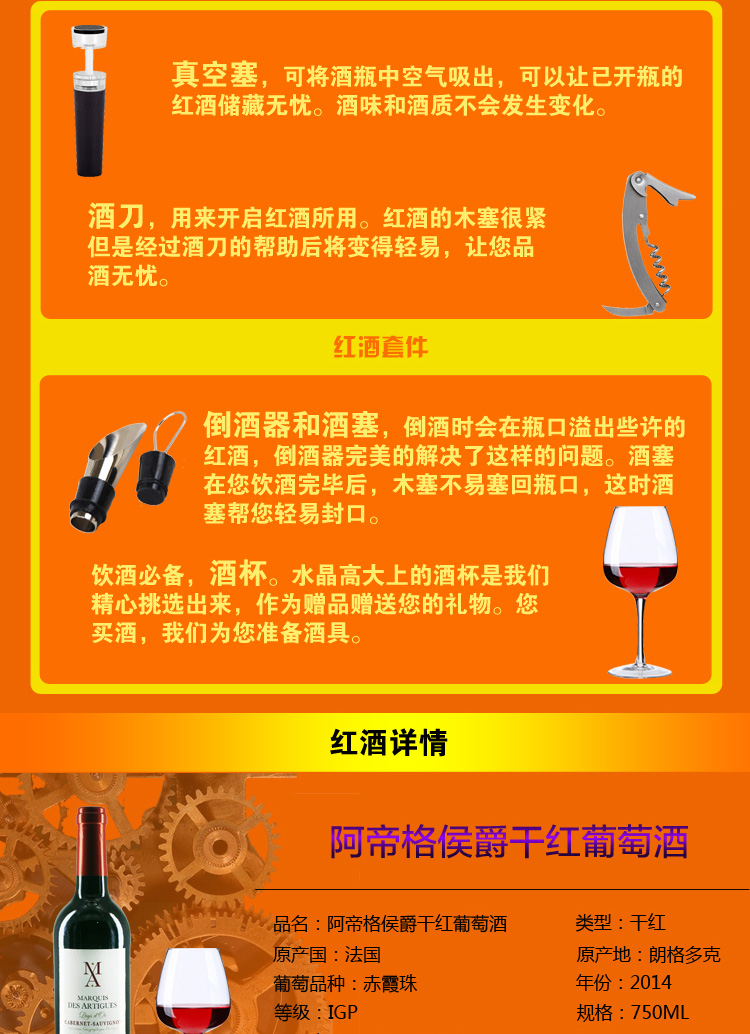 真空塞，可将酒瓶中空气吸出，可以让已开瓶的
红酒储藏无忧。酒味和酒质不会发生变化。
酒刀，用来开启红酒所用。红酒的木塞很紧
但是经过酒刀的帮助后将变得轻易，让您品
酒无忧。
红酒套件
倒酒器和酒塞，倒酒时会在瓶口溢出些许的
红酒，倒酒器完美的解决了这样的问题。酒塞
在您饮酒完毕后，木塞不易塞回瓶口，这时酒
塞帮您轻易封口。
饮酒必备，酒杯。水晶高大上的酒杯是我们
精心挑选出来，作为赠品赠送您的礼物。您
买酒，我们为您准备酒具。
红酒详情
阿帝格侯爵干红葡萄酒
品名：阿帝格侯爵干红葡萄酒
类型：干红
原产国：法国
原产地：朗格多克
葡萄品种：赤霞珠
年份：2014
等级：IGP
规格：750ML
M
A
MARQUIS
DES ARTIGUES
Pays d'Oc
CABERNET-SAUVIGNON